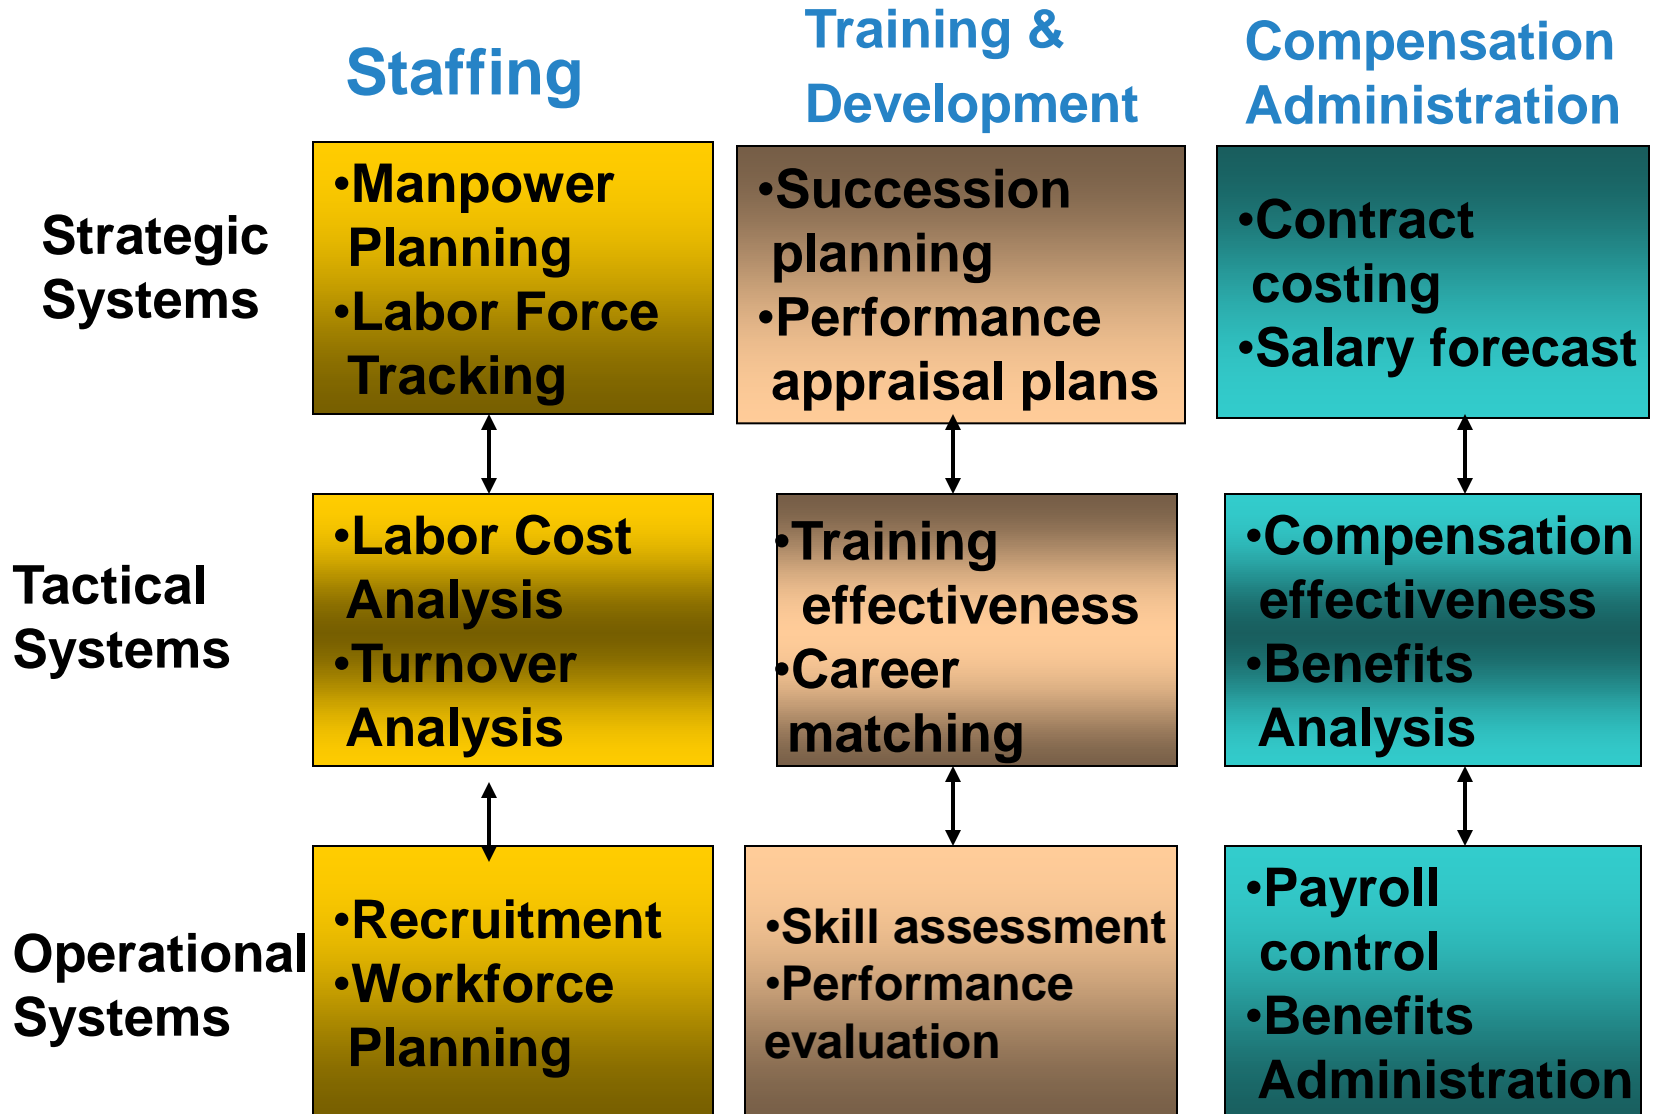 Staffing
Training &
Development
Compensation
Administration
Strategic
Systems
•Manpower
Planning
•Labor Force
Tracking
•Succession
planning
•Performance
appraisal plans
•Contract
costing
•Salary forecast
Tactical
Systems
•Labor Cost
Analysis
•Turnover
Analysis
•Training
effectiveness
•Career
matching
•Compensation
effectiveness
•Benefits
Analysis
Operational
Systems
•Recruitment
•Workforce
Planning
•Skill assessment
•Performance
evaluation
•Payroll
control
•Benefits
Administration